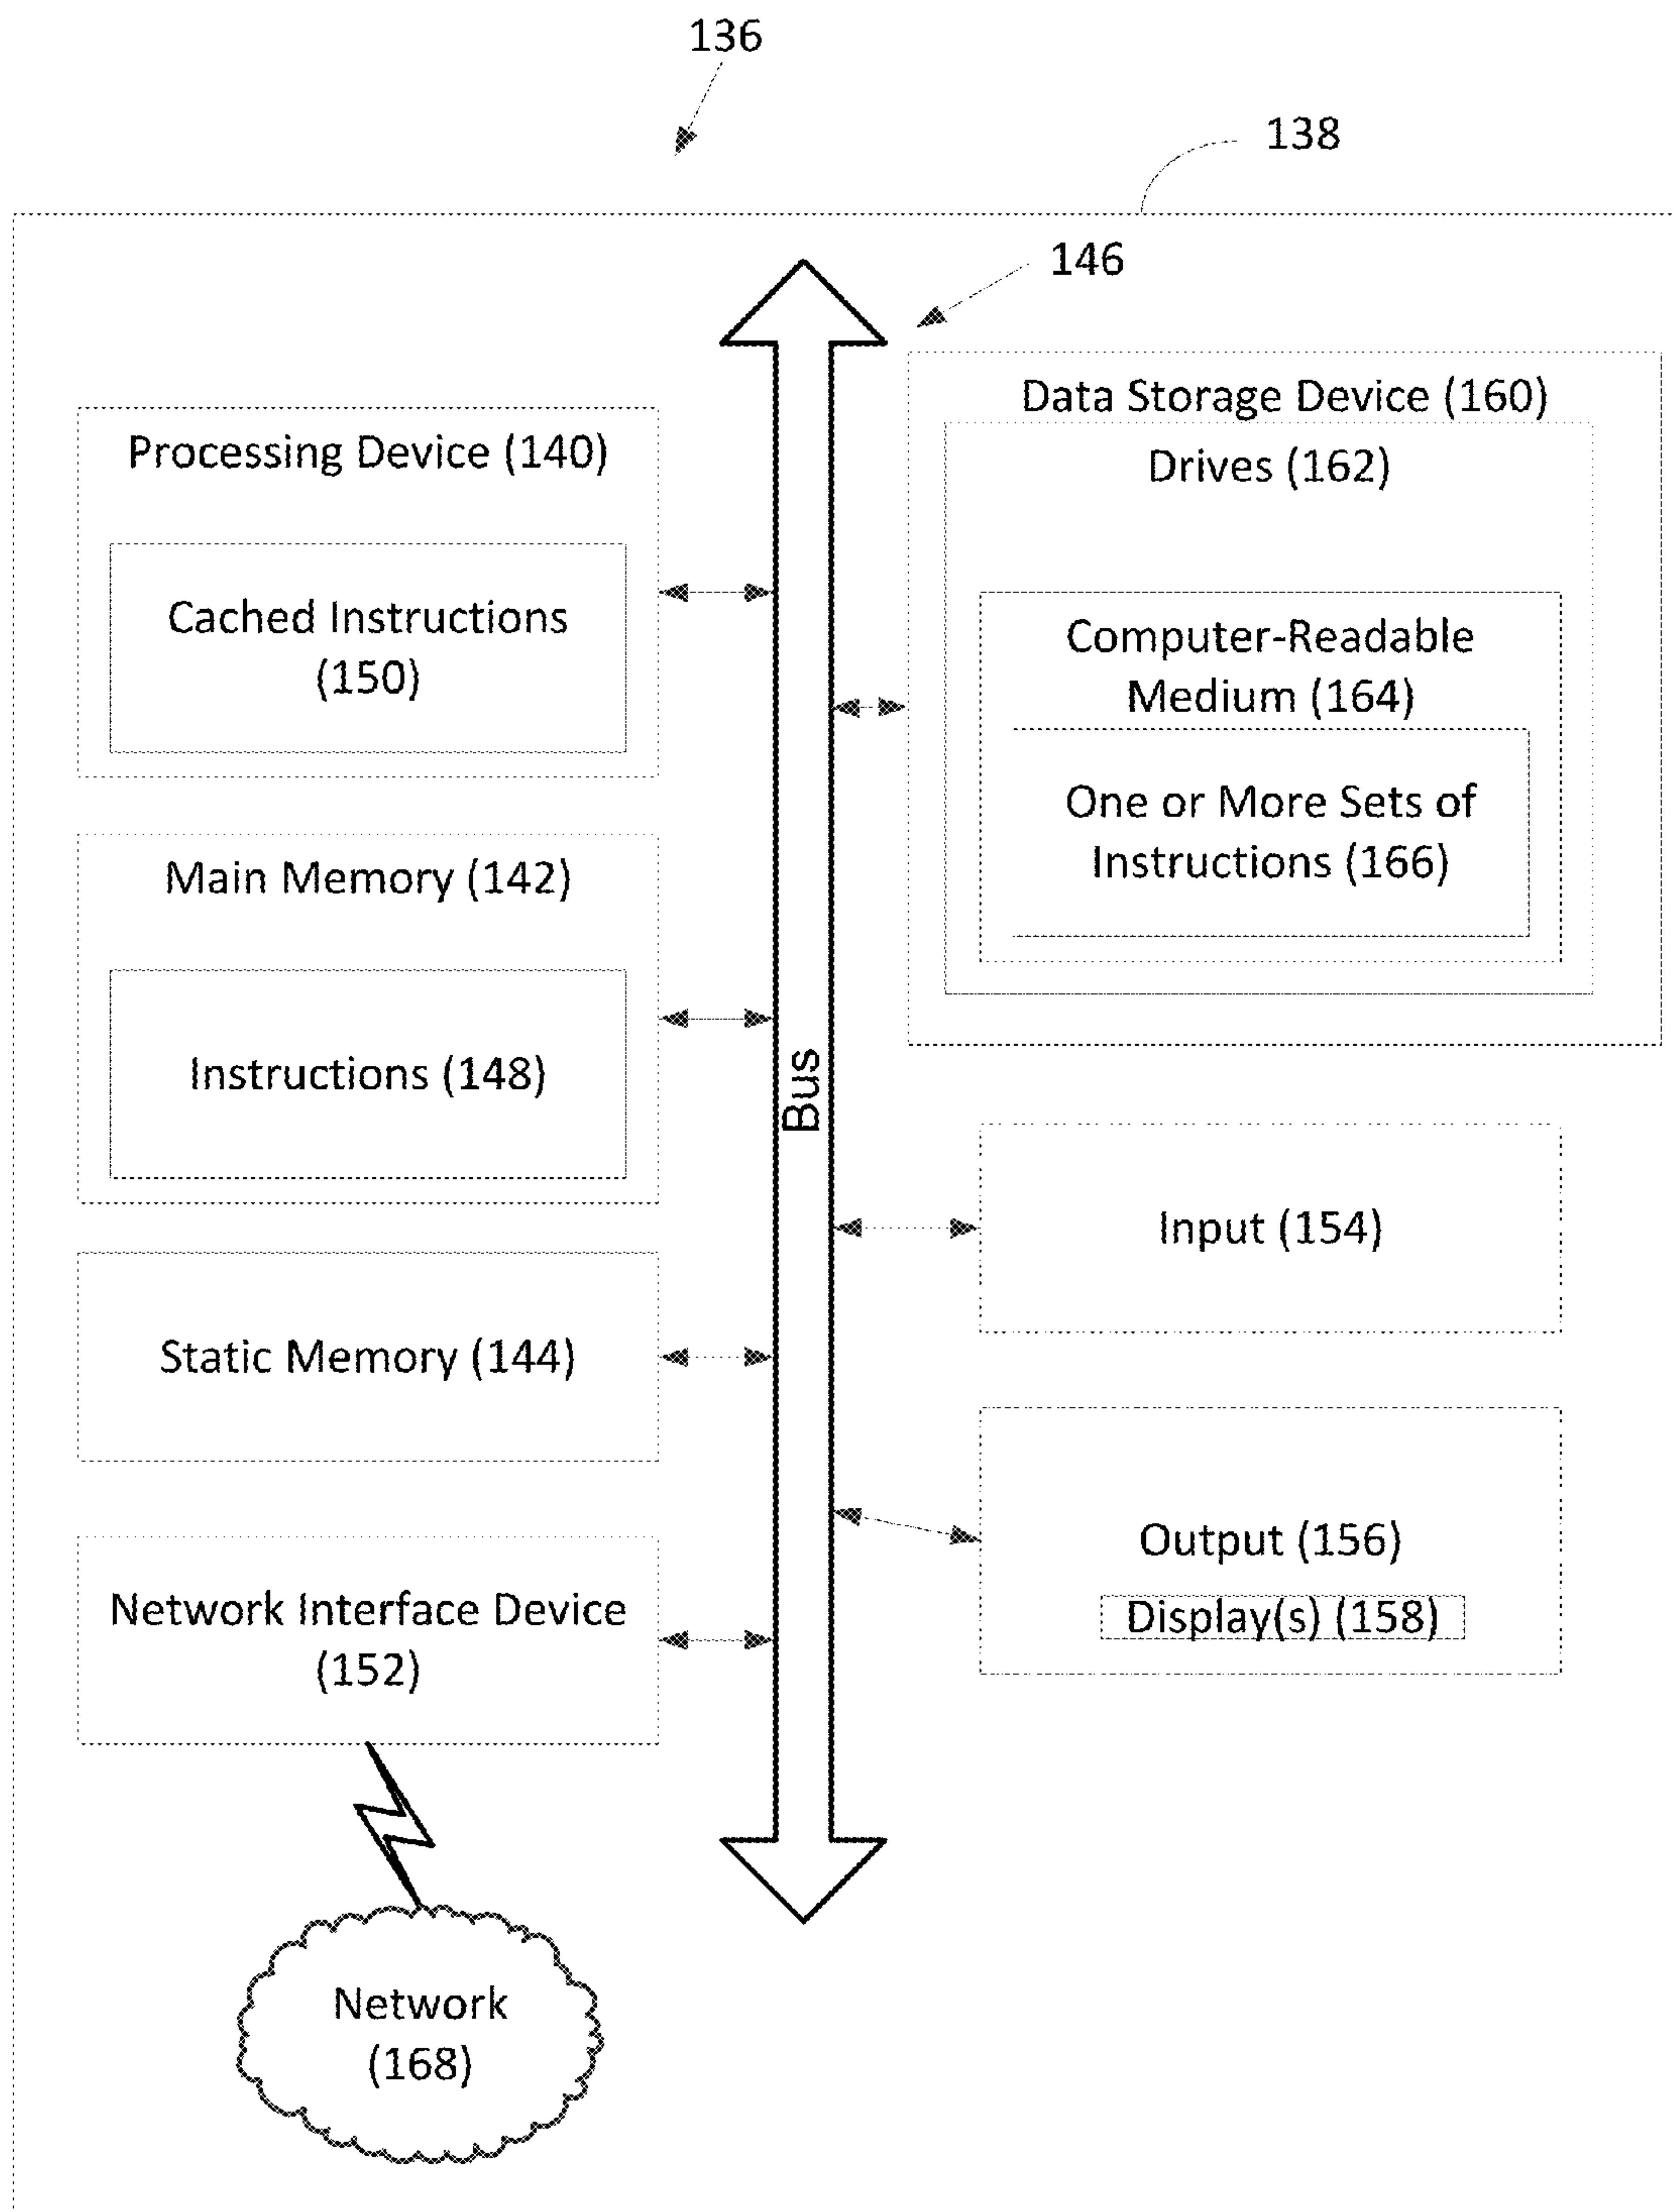 136
138
146
Processing Device (140)
Cached Instructions
(150)
Main Memory (142)
Instructions (148)
Static Memory (144)
Network Interface Device
(152)
Network
(168)
Bus
Data Storage Device (160)
Drives (162)
Computer-Readable
Medium (164)
One or More Sets of
Instructions (166)
Input (154)
Output (156)
Display(s) (158)